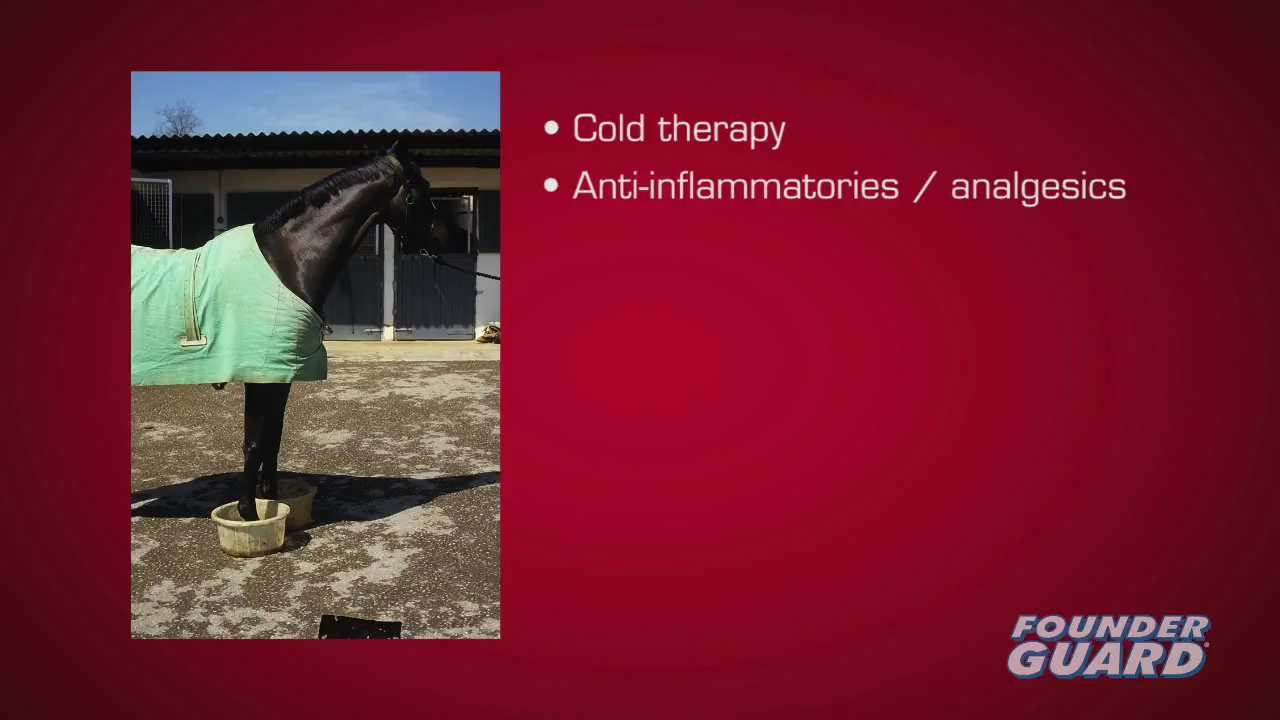 • Cold therapy
• Anti-inflammatories / analgesics
FOUNDER
GUARD®